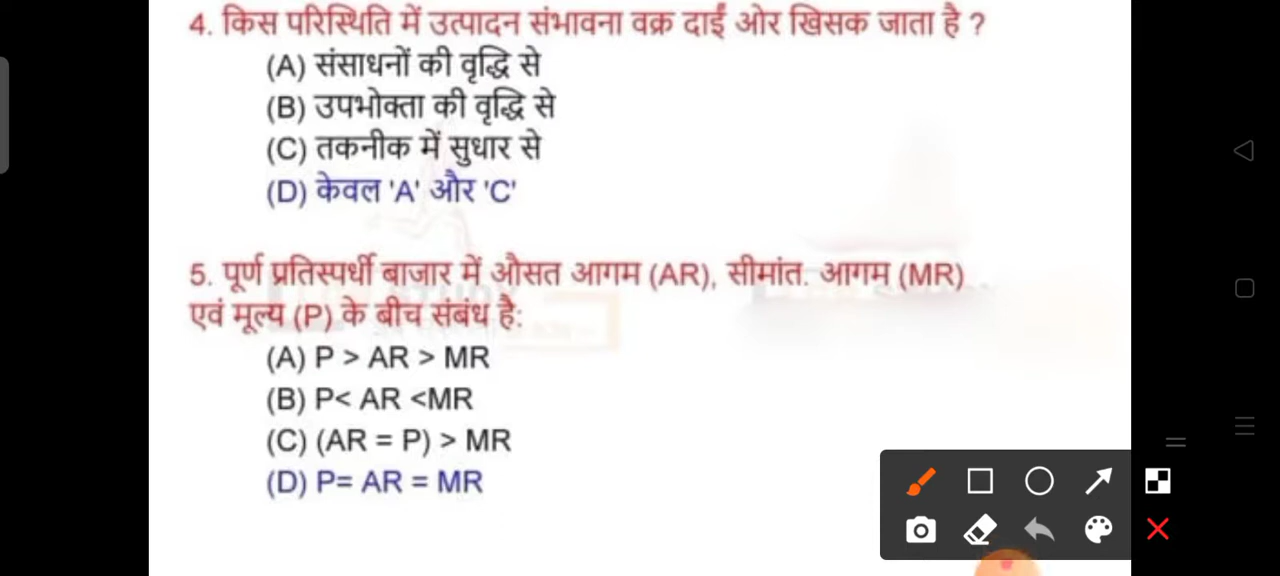 4. किस परिस्थिति में उत्पादन संभावना वक्र दाईं ओर खिसक जाता है ?
(A) संसाधनों की वृद्धि से
(B) उपभोक्ता की वृद्धि से
(C) तकनीक में सुधार से
(D) केवल 'A' और 'C'
5. पूर्ण प्रतिस्पर्धी बाजार में औसत आगम (AR), सीमांत. आगम (MR)
एवं मूल्य (P) के बीच संबंध है:
(A) P > AR > MR
(B) P< AR <MR
(C) (AR = P) > MR
(D) P= AR = MR